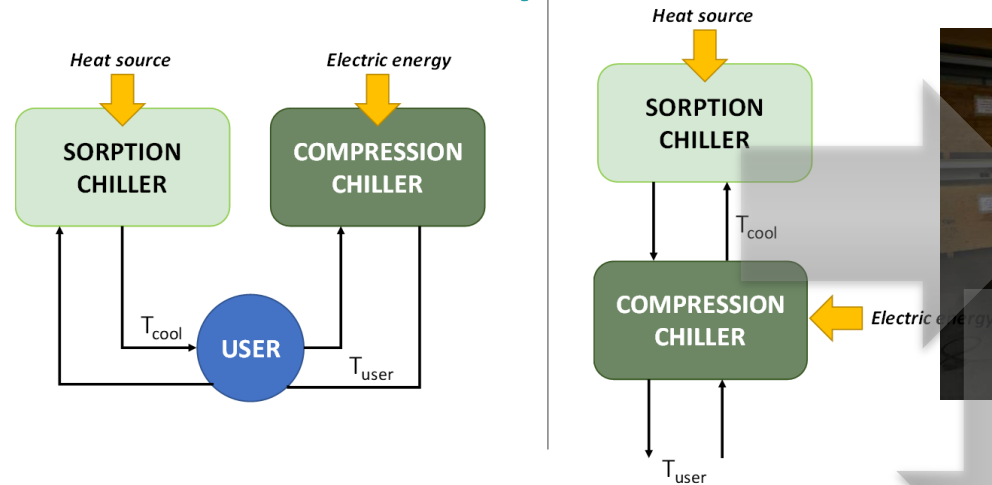 Heat source
Electric energy
SORPTION
CHILLER
COMPRESSION
CHILLER
Tcool
USER
Tuser
Heat source
SORPTION
CHILLER
Tcool
COMPRESSION
CHILLER
Electric energy
Tuser